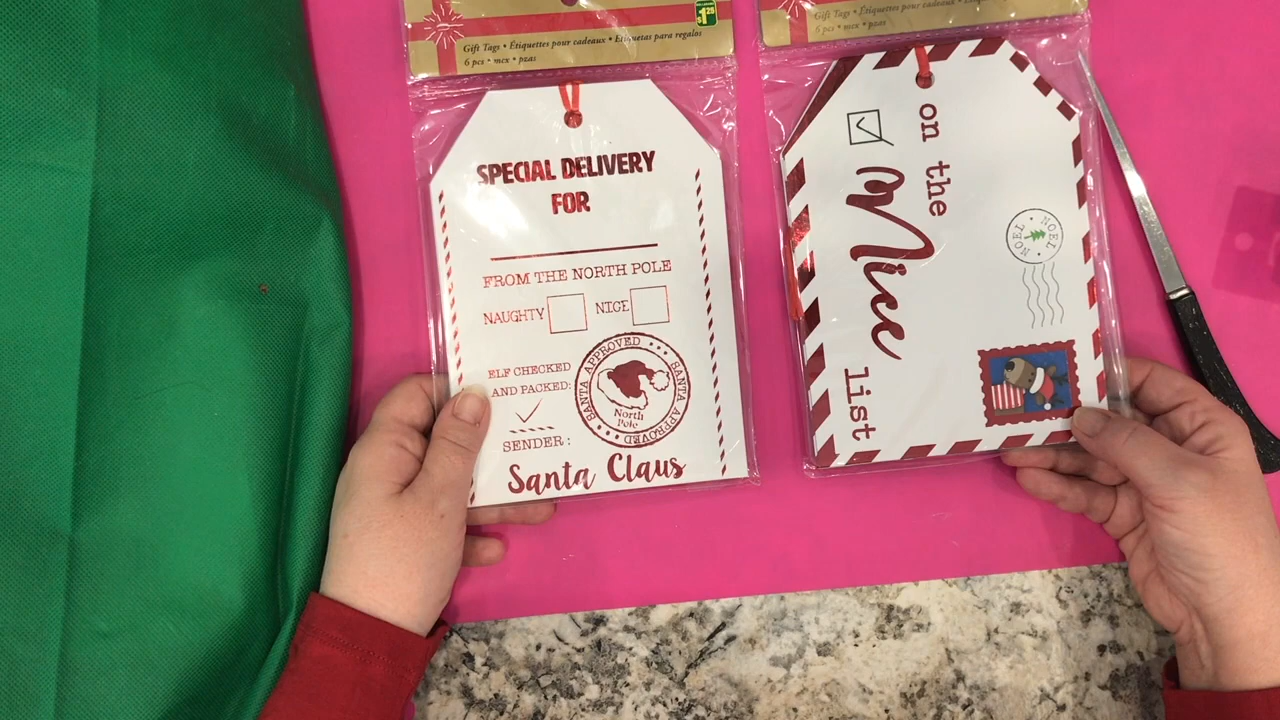 $1.25
Gift Tags • Étiquettes pour cadeaux • Etiquetas para regalos
6 pcs • mcx • pzas
SPECIAL DELIVERY
FOR
FROM THE NORTH POLE
NAUGHTY NICE
ELF CHECKED
AND PACKED:
SENDER :
Santa Claus
SANTA APPROVED
SANTA APPROVED
North
Pole
Gift Tags • Étiquettes pour cadeaux • Etiquetas para
6 pcs • mcx • pzas
on the
Nice
list
NOEL
NOEL